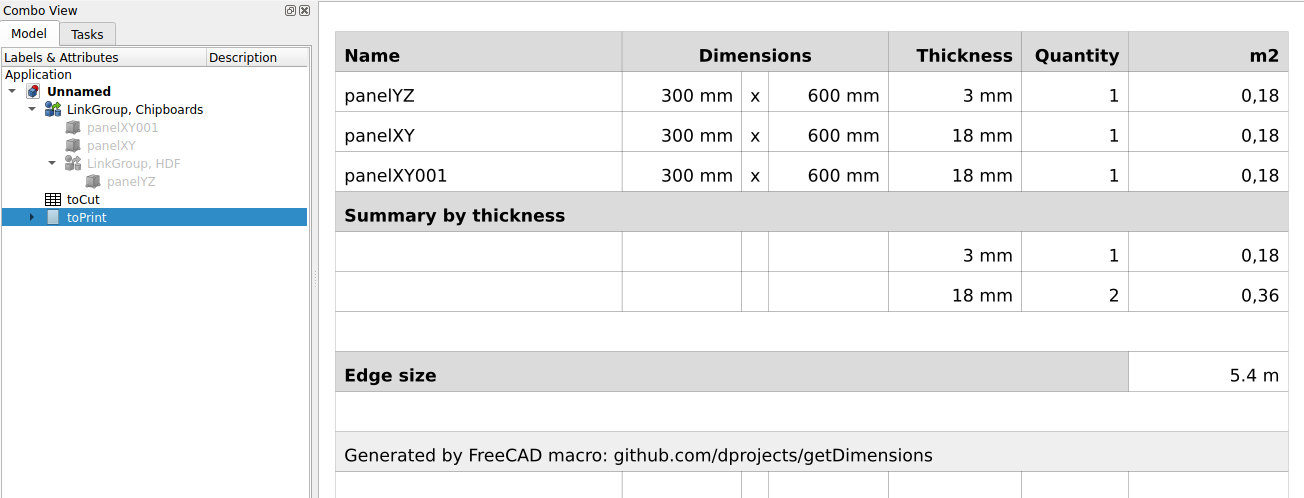 Combo View
Model Tasks
Labels & Attributes Description
Application
Unnamed
LinkGroup, Chipboards
panelXY001
panelXY
LinkGroup, HDF
panelYZ
toCut
toPrint
Name Dimensions Thickness Quantity m2
panelYZ 300 mm x 600 mm 3 mm 1 0,18
panelXY 300 mm x 600 mm 18 mm 1 0,18
panelXY001 300 mm x 600 mm 18 mm 1 0,18
Summary by thickness
3 mm 1 0,18
18 mm 2 0,36
Edge size 5.4 m
Generated by FreeCAD macro: github.com/dprojects/getDimensions